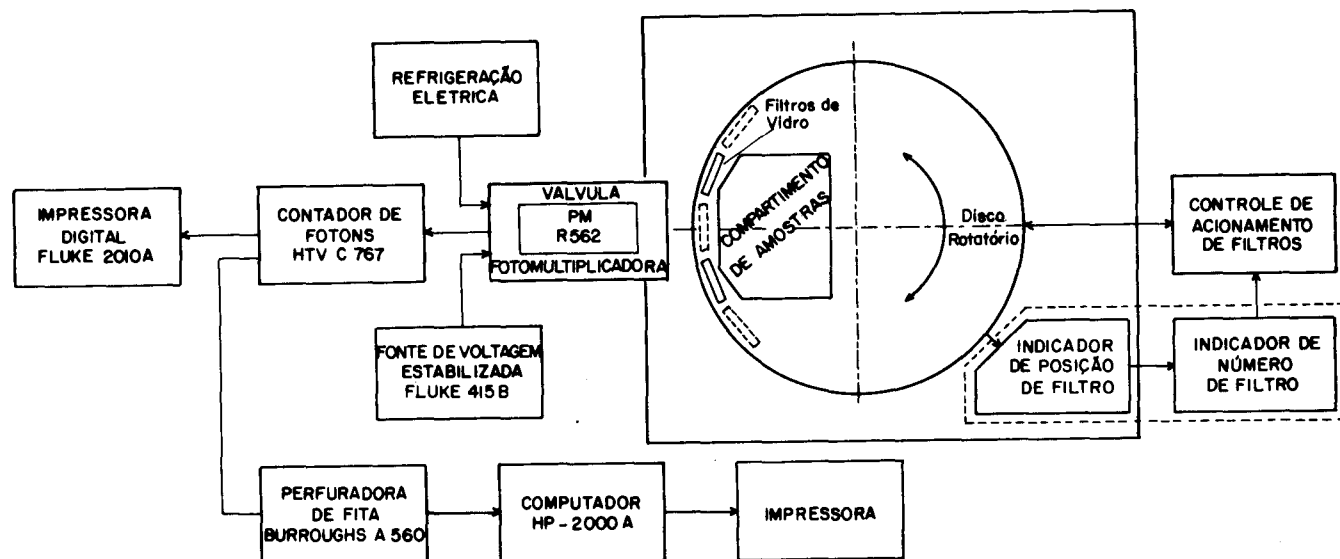 REFRIGERAÇÃO
ELETRICA
Filtros de
Vidro
IMPRESSORA
DIGITAL
FLUKE 2010A
CONTADOR DE
FOTONS
HTV C 767
VALVULA
PM
R562
FOTOMULTIPLICADORA
COMPARTIMENTO
DE AMOSTRAS
Disco
Rotatório
CONTROLE DE
ACIONAMENTO
DE FILTROS
FONTE DE VOLTAGEM
ESTABILIZADA
FLUKE 415 B
INDICADOR
DE POSIÇÃO
DE FILTRO
INDICADOR DE
NÚMERO
DE FILTRO
PERFURADORA
DE FITA
BURROUGHS A 560
COMPUTADOR
HP-2000 A
IMPRESSORA